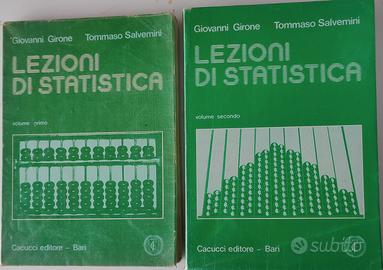 Giovanni Girone Tommaso Salvemini
LEZIONI
DI STATISTICA
volume primo
Cacucci editore - Bari
Giovanni Girone Tommaso Salvemini
LEZIONI
DI STATISTICA
volume secondo
Cacucci editore - Bari
subito